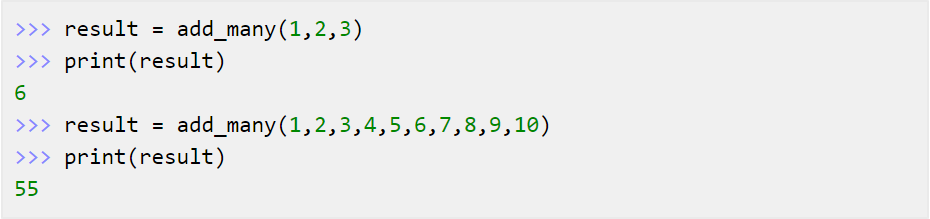 >>> result = add_many(1,2,3)
>>> print(result)
6
>>> result = add_many(1,2,3,4,5,6,7,8,9,10)
>>> print(result)
55